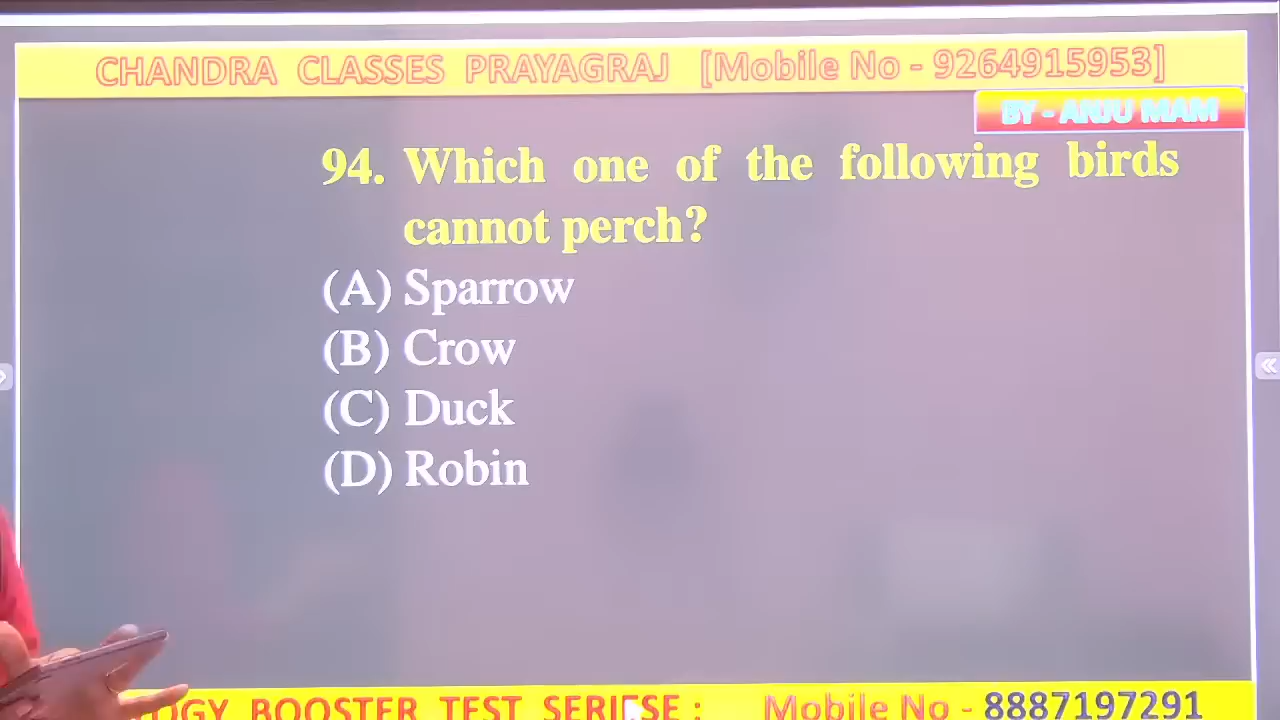 CHANDRA CLASSES PRAYAGRAJ [Mobile No - 9264915953]
BY - ANJU MAM
94. Which one of the following birds
cannot perch?
(A) Sparrow
(B) Crow
(C) Duck
(D) Robin
BOOSTER TEST SERIESE : Mobile No - 8887197291